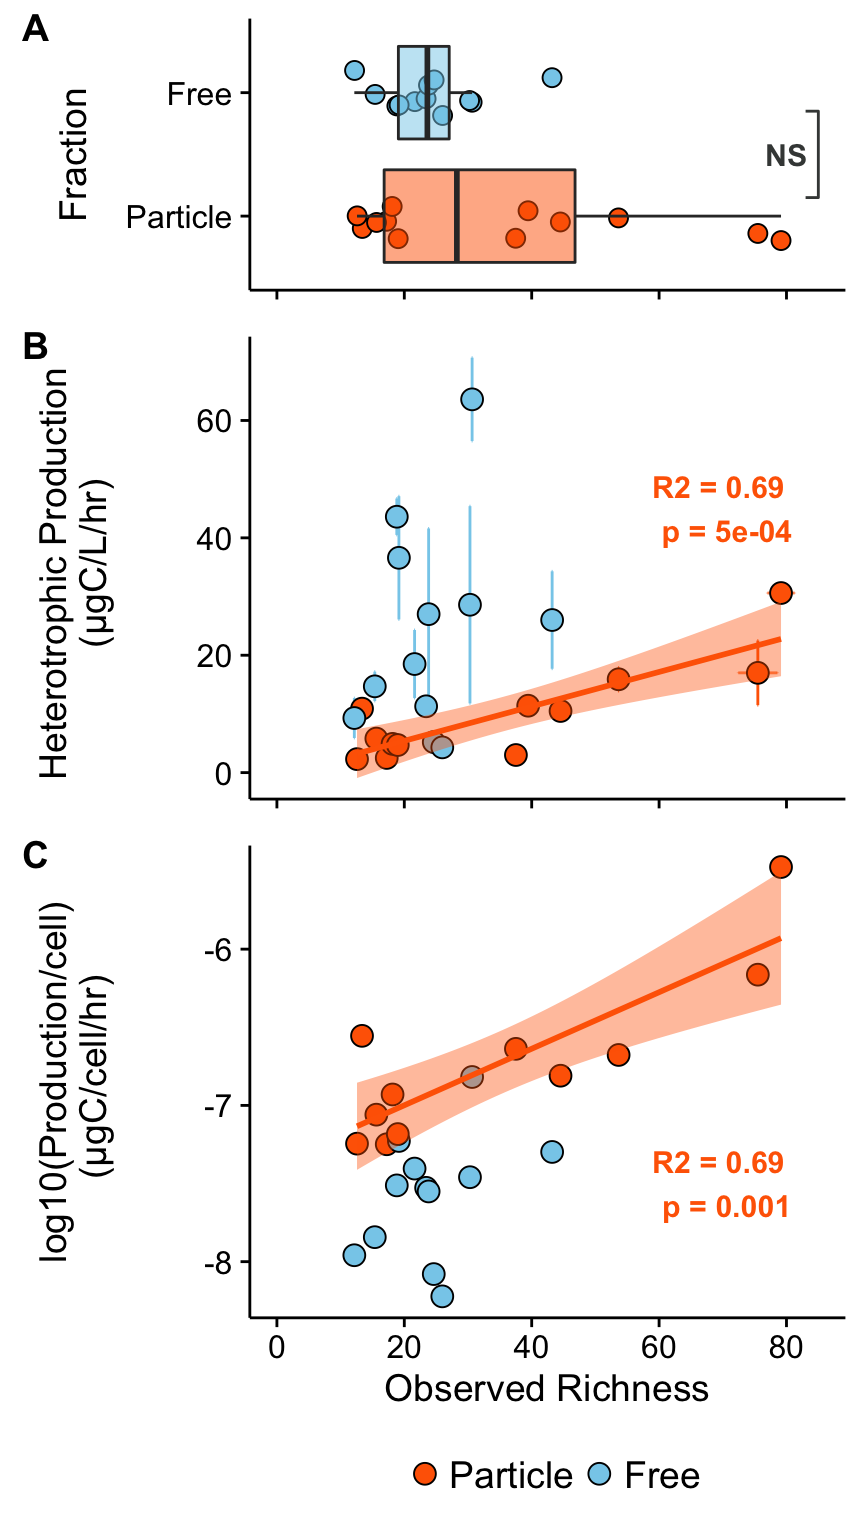 A
Fraction
Free
Particle
NS
B
Heterotrophic Production
(µgC/L/hr)
60
40
20
0
R2 = 0.69
p = 5e-04
C
log10(Production/cell)
(µgC/cell/hr)
-6
-7
-8
R2 = 0.69
p = 0.001
0 20 40 60 80
Observed Richness
Particle Free